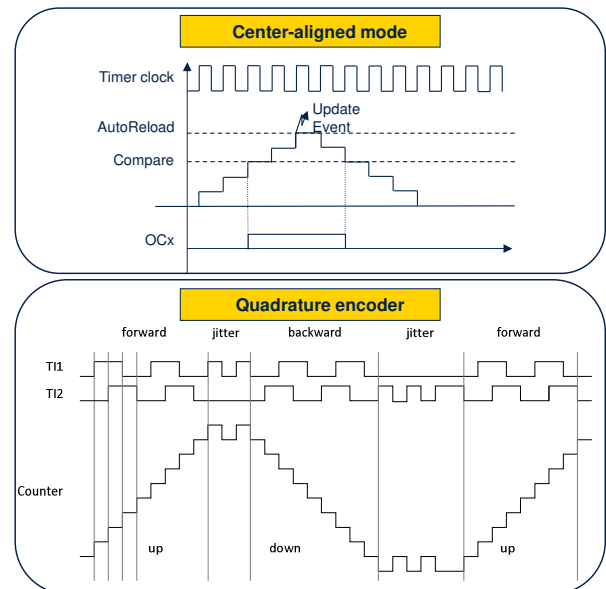 Center-aligned mode
Timer clock
Update
Event
AutoReload
Compare
OCx
Quadrature encoder
forward jitter backward jitter forward
TI1
TI2
Counter
up down up